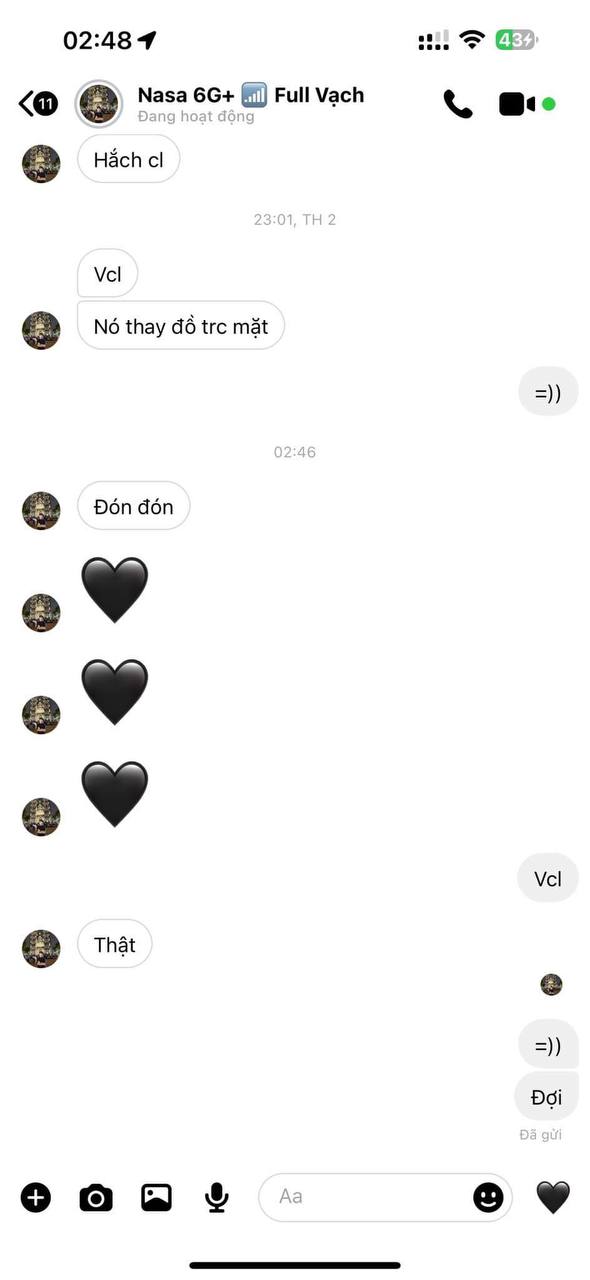 02:48
43
11
Nasa 6G+ 📶 Full Vạch
Đang hoạt động
Hắch cl
23:01, TH 2
Vcl
Nó thay đồ trc mặt
=))
02:46
Đón đón
Vcl
Thật
=))
Đợi
Đã gửi
Aa